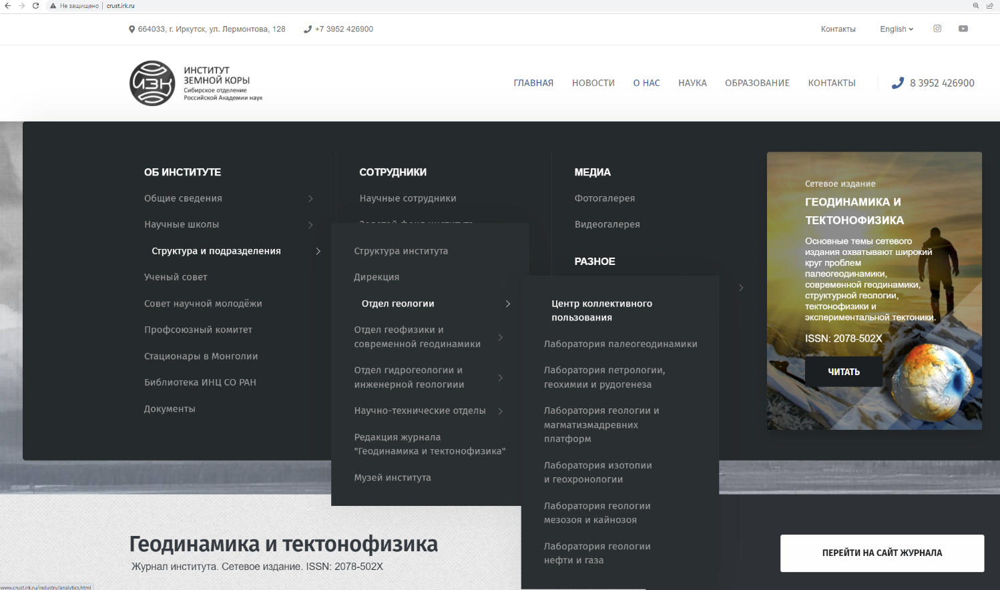 Не защищено | crust.irk.ru
664033, г. Иркутск, ул. Лермонтова, 128
+7 3952 426900
Контакты
English
ИЗК
ИНСТИТУТ
ЗЕМНОЙ КОРЫ
Сибирское отделение
Российской Академии наук
ГЛАВНАЯ
НОВОСТИ
О НАС
НАУКА
ОБРАЗОВАНИЕ
КОНТАКТЫ
8 3952 426900
ОБ ИНСТИТУТЕ
Общие сведения
Научные школы
Структура и подразделения
Ученый совет
Совет научной молодёжи
Профсоюзный комитет
Стационары в Монголии
Библиотека ИНЦ СО РАН
Документы
СОТРУДНИКИ
Научные сотрудники
Структура института
Дирекция
Отдел геологии
Отдел геофизики и
современной геодинамики
Отдел гидрогеологии и
инженерной геологиии
Научно-технические отделы
Редакция журнала
"Геодинамика и тектонофизика"
Музей института
МЕДИА
Фотогалерея
Видеогалерея
РАЗНОЕ
Центр коллективного
пользования
Лаборатория палеогеодинамики
Лаборатория петрологии,
геохимии и рудогенеза
Лаборатория геологии и
магматизмадревних
платформ
Лаборатория изотопии
и геохронологии
Лаборатория геологии
мезозоя и кайнозоя
Лаборатория геологии
нефти и газа
Сетевое издание
ГЕОДИНАМИКА И
ТЕКТОНОФИЗИКА
Основные темы сетевого
издания охватывают широкий
круг проблем
палеогеодинамики,
современной геодинамики,
структурной геологии,
тектонофизики и
экспериментальной тектоники.
ISSN: 2078-502X
ЧИТАТЬ
Геодинамика и тектонофизика
Журнал института. Сетевое издание. ISSN: 2078-502X
ПЕРЕЙТИ НА САЙТ ЖУРНАЛА
www.crust.irk.ru/industry/analytics.html